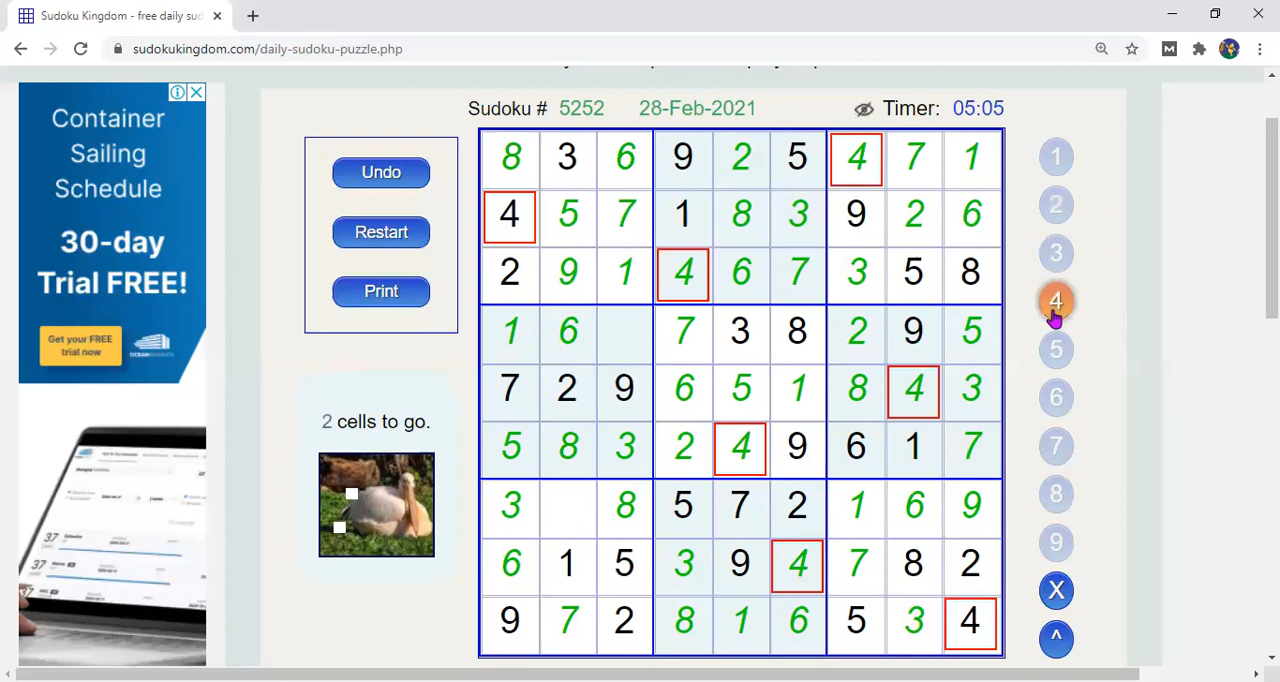 Sudoku Kingdom - free daily sud
sudokukingdom.com/daily-sudoku-puzzle.php
M
Sudoku # 5252 28-Feb-2021 Timer: 05:05
Container
Sailing
Schedule
30-day
Trial FREE!
Get your FREE
trial now
Undo
Restart
Print
2 cells to go.
8 3 6 9 2 5 4 7 1
4 5 7 1 8 3 9 2 6
2 9 1 4 6 7 3 5 8
1 6 7 3 8 2 9 5
7 2 9 6 5 1 8 4 3
5 8 3 2 4 9 6 1 7
3 8 5 7 2 1 6 9
6 1 5 3 9 4 7 8 2
9 7 2 8 1 6 5 3 4
1
2
3
4
5
6
7
8
9
X
^
37
37